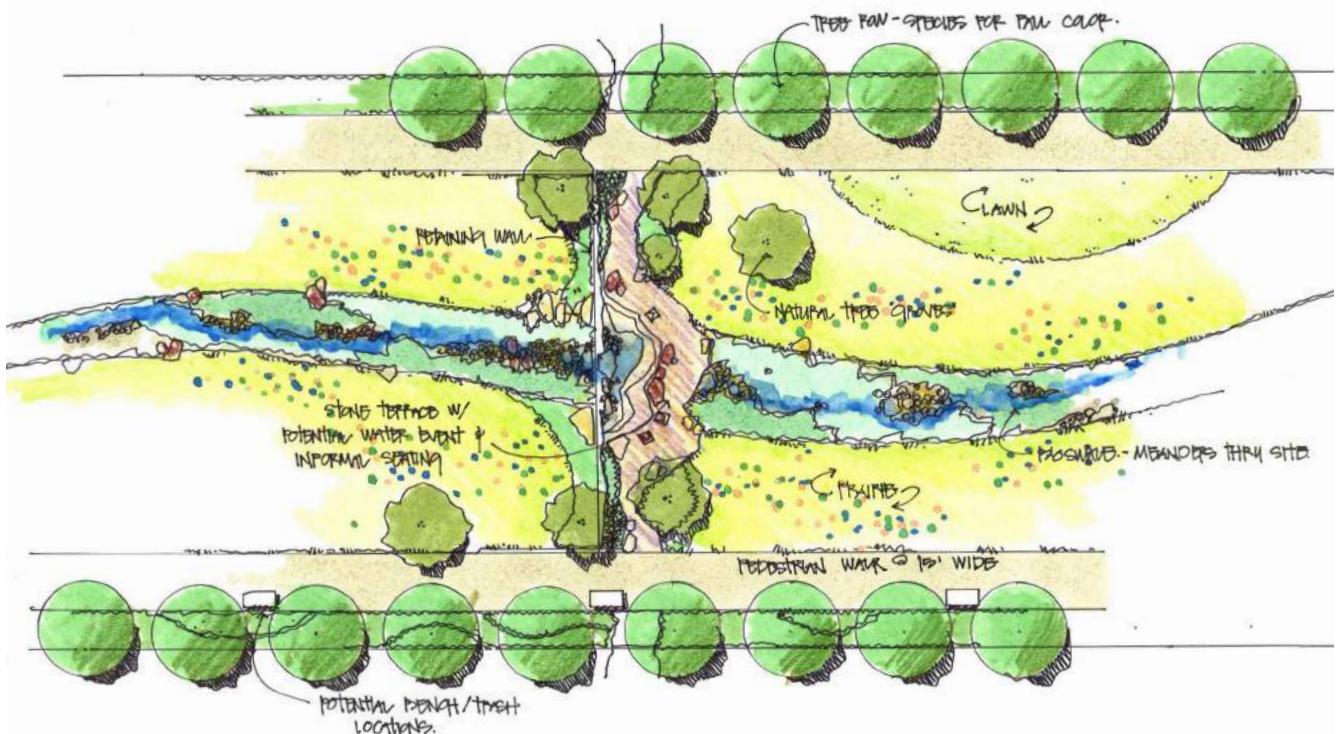 TREE ROW - SPECIES FOR FALL COLOR.
LAWN
RETAINING WALL
NATURAL TREE GROVES
STONE TERRACE W/
POTENTIAL WATER EVENT &
INFORMAL SEATING
BIOSWALE - MEANDERS THRU SITE
PRAIRIE
PEDESTRIAN WALK @ 15' WIDE
POTENTIAL BENCH/TRASH
LOCATIONS.